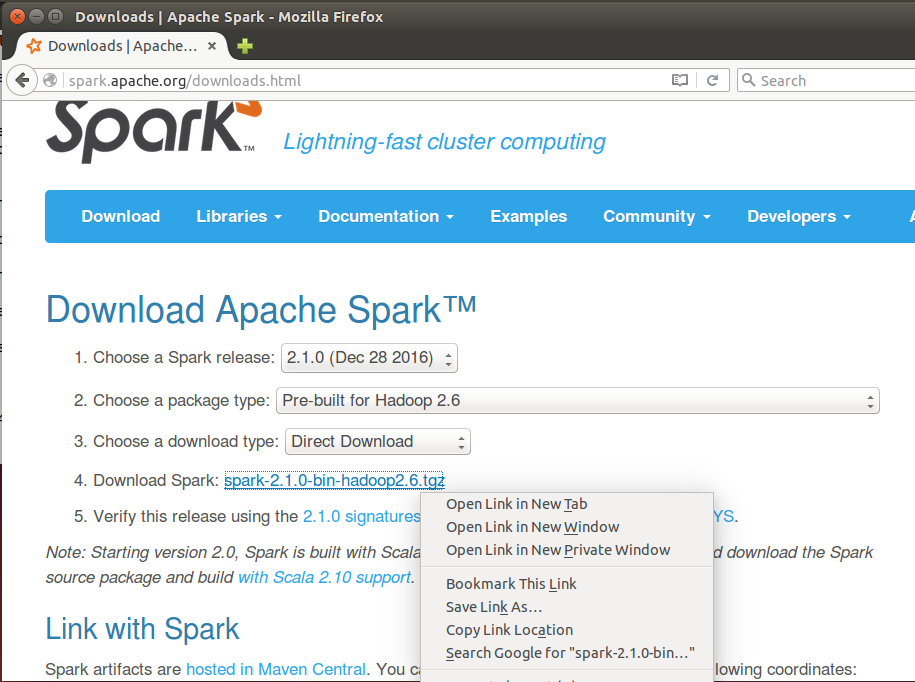 Downloads | Apache Spark - Mozilla Firefox
Downloads | Apache...
spark.apache.org/downloads.html
Search
Spark™
Lightning-fast cluster computing
Download Libraries Documentation Examples Community Developers
Download Apache Spark™
1. Choose a Spark release: 2.1.0 (Dec 28 2016)
2. Choose a package type: Pre-built for Hadoop 2.6
3. Choose a download type: Direct Download
4. Download Spark: spark-2.1.0-bin-hadoop2.6.tgz
5. Verify this release using the 2.1.0 signatures YS.
Note: Starting version 2.0, Spark is built with Scala d download the Spark
source package and build with Scala 2.10 support.
Link with Spark
Spark artifacts are hosted in Maven Central. You ca lowing coordinates:
Open Link in New Tab
Open Link in New Window
Open Link in New Private Window
Bookmark This Link
Save Link As…
Copy Link Location
Search Google for "spark-2.1.0-bin…"